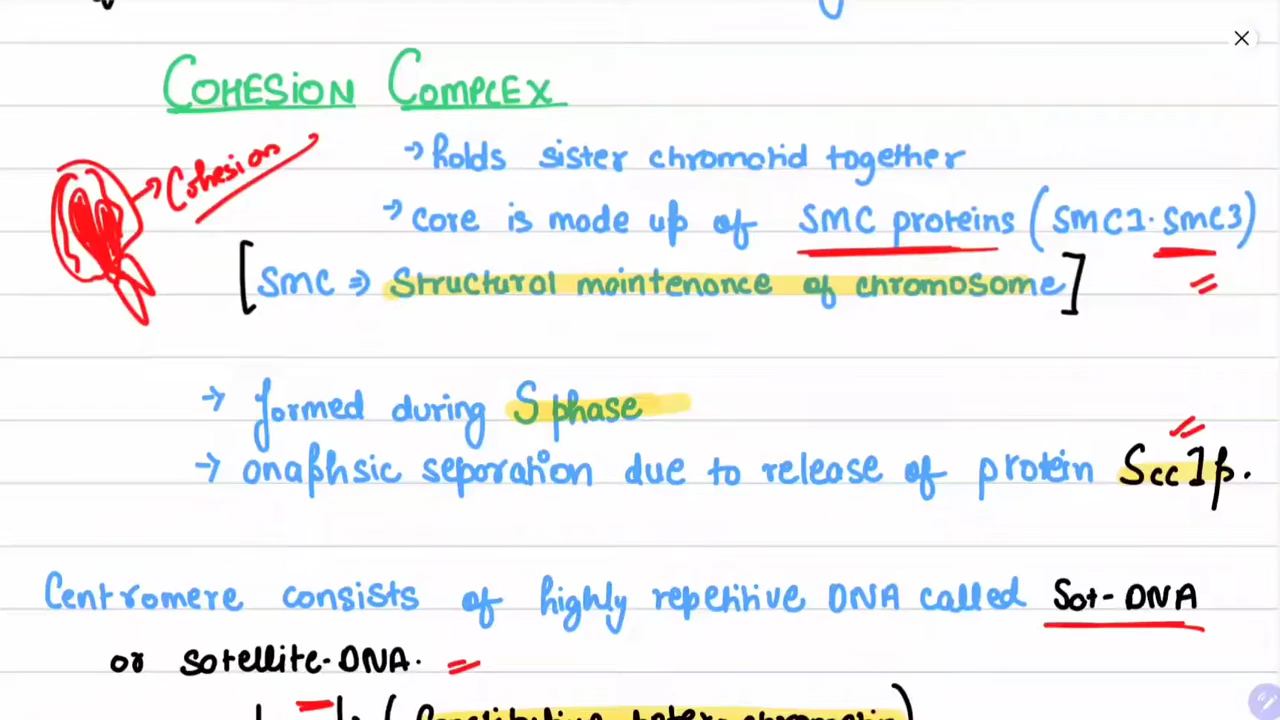 COHESION COMPLEX
→ holds sister chromatid together
→ Cohesion
→ core is made up of SMC proteins (SMC1. SMC3)
[SMC ⇒ Structural maintenance of chromosome]
→ formed during S phase
→ anaphsic separation due to release of protein Scc1p.
Centromere consists of highly repetitive DNA called Sat-DNA
or satellite-DNA.